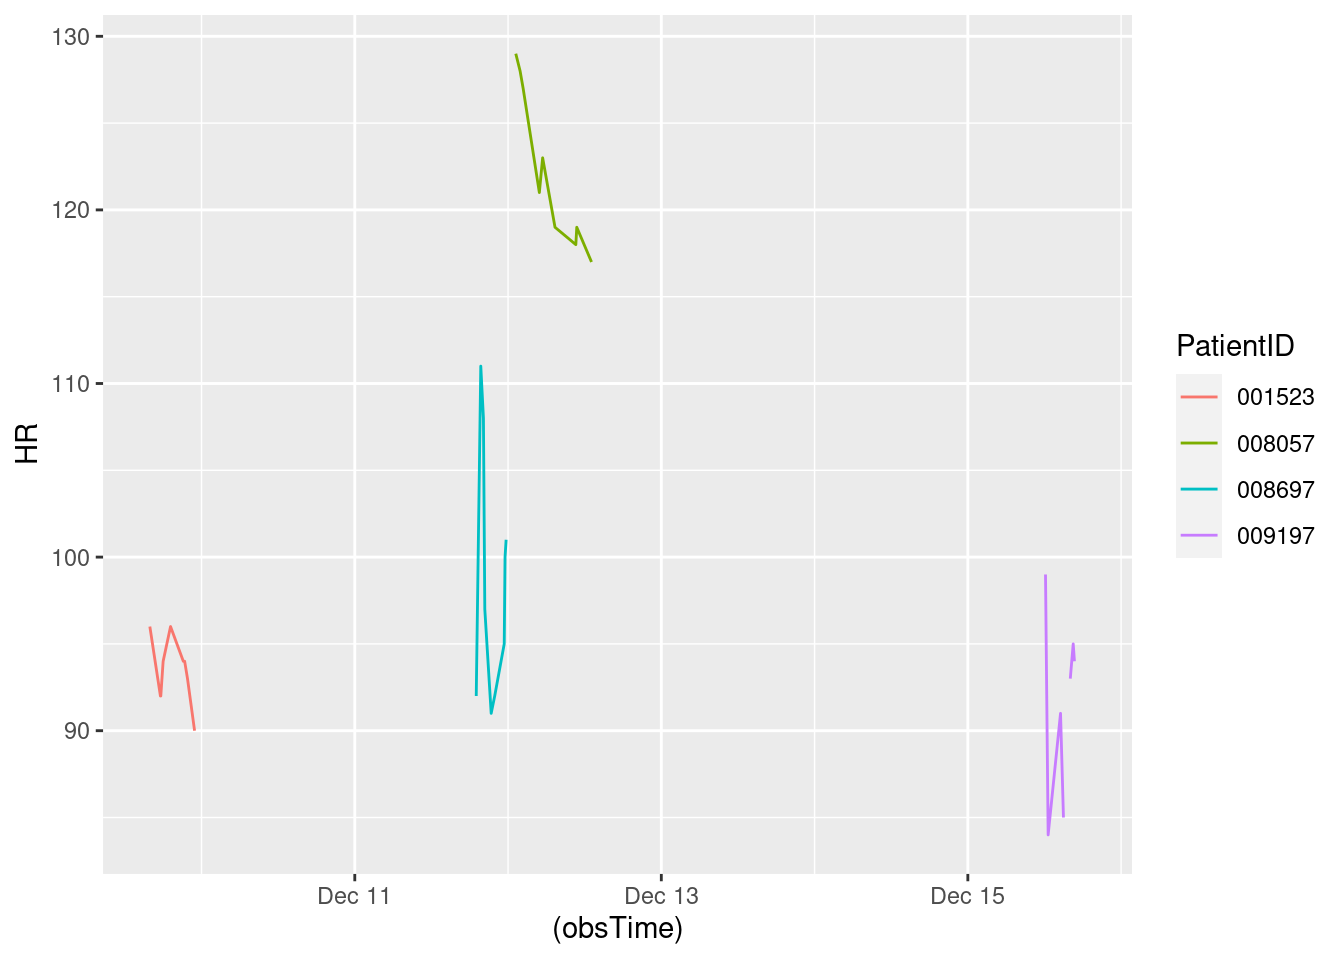 130
120
110
100
90
HR
Dec 11
Dec 13
Dec 15
(obsTime)
PatientID
001523
008057
008697
009197